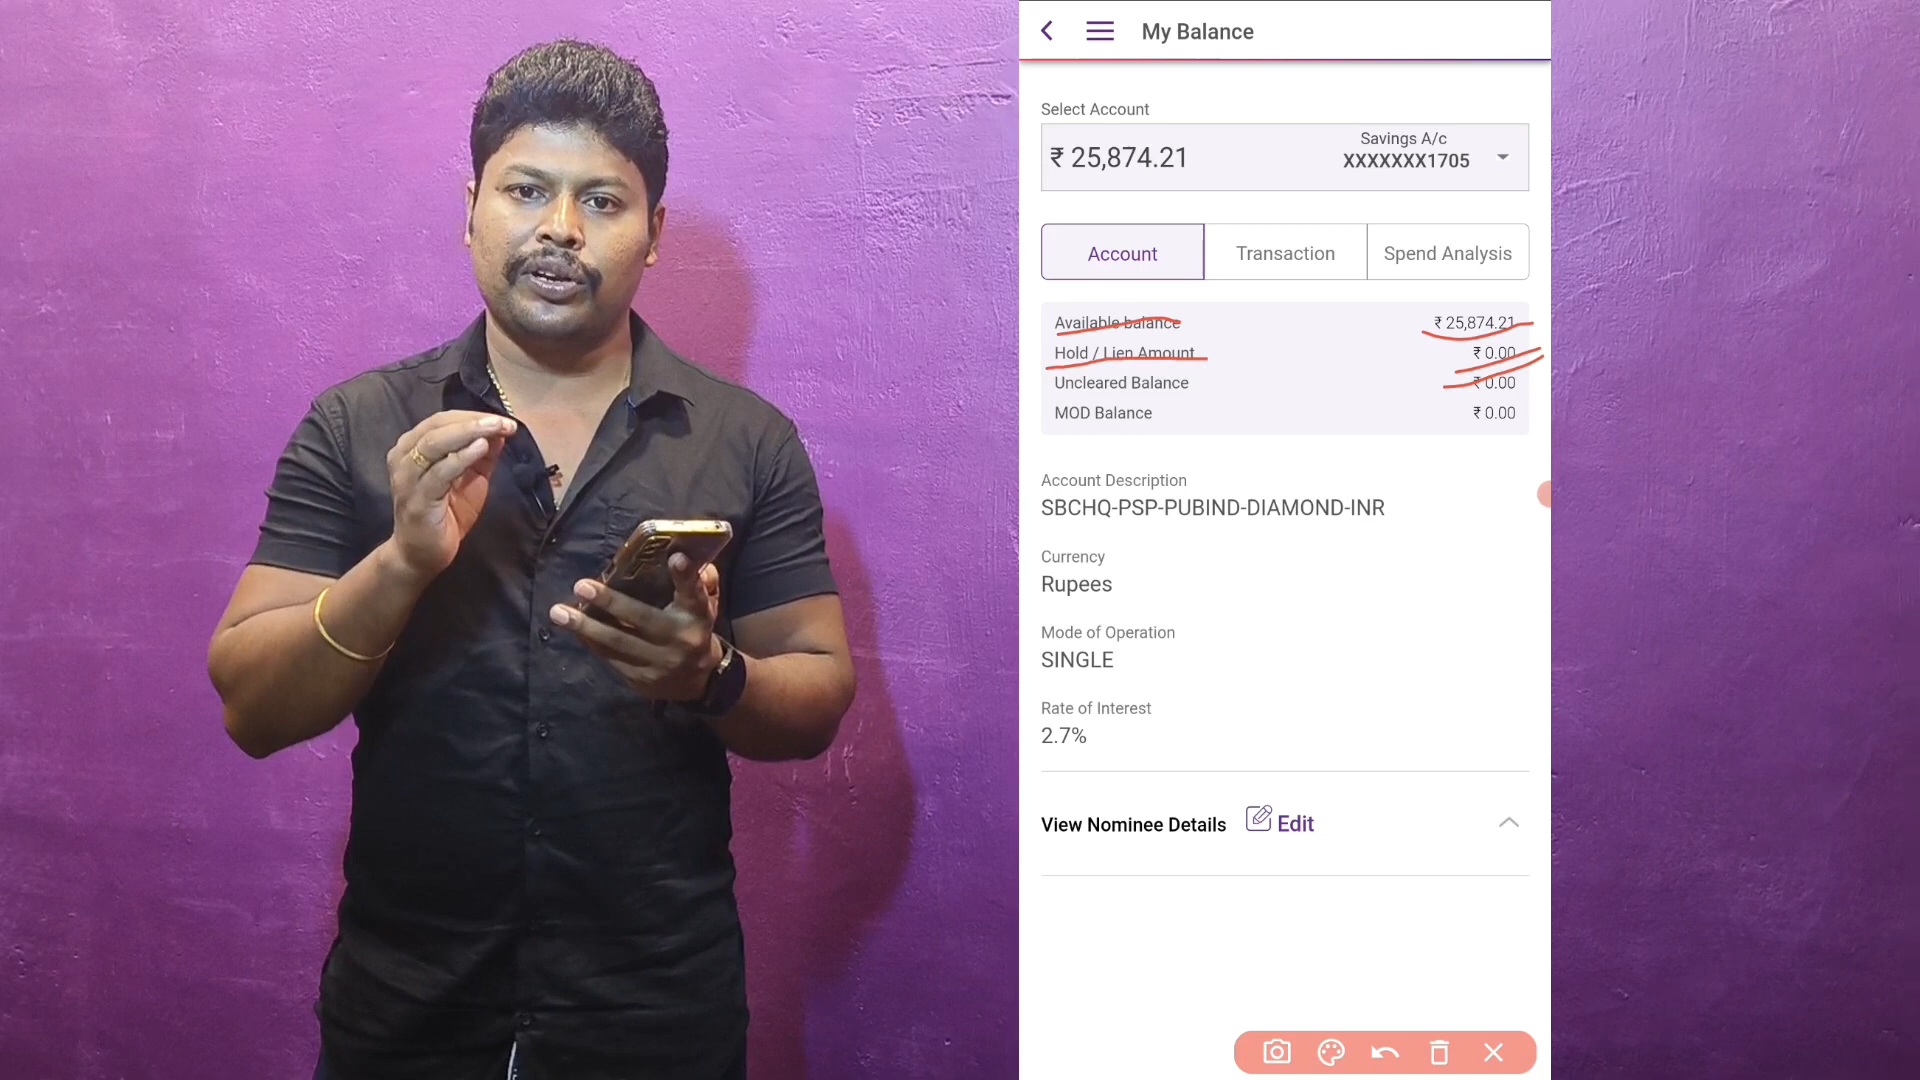 My Balance
Select Account
₹ 25,874.21
Savings A/c
XXXXXXX1705
Account
Transaction
Spend Analysis
Available balance ₹ 25,874.21
Hold / Lien Amount ₹ 0.00
Uncleared Balance ₹ 0.00
MOD Balance ₹ 0.00
Account Description
SBCHQ-PSP-PUBIND-DIAMOND-INR
Currency
Rupees
Mode of Operation
SINGLE
Rate of Interest
2.7%
View Nominee Details Edit